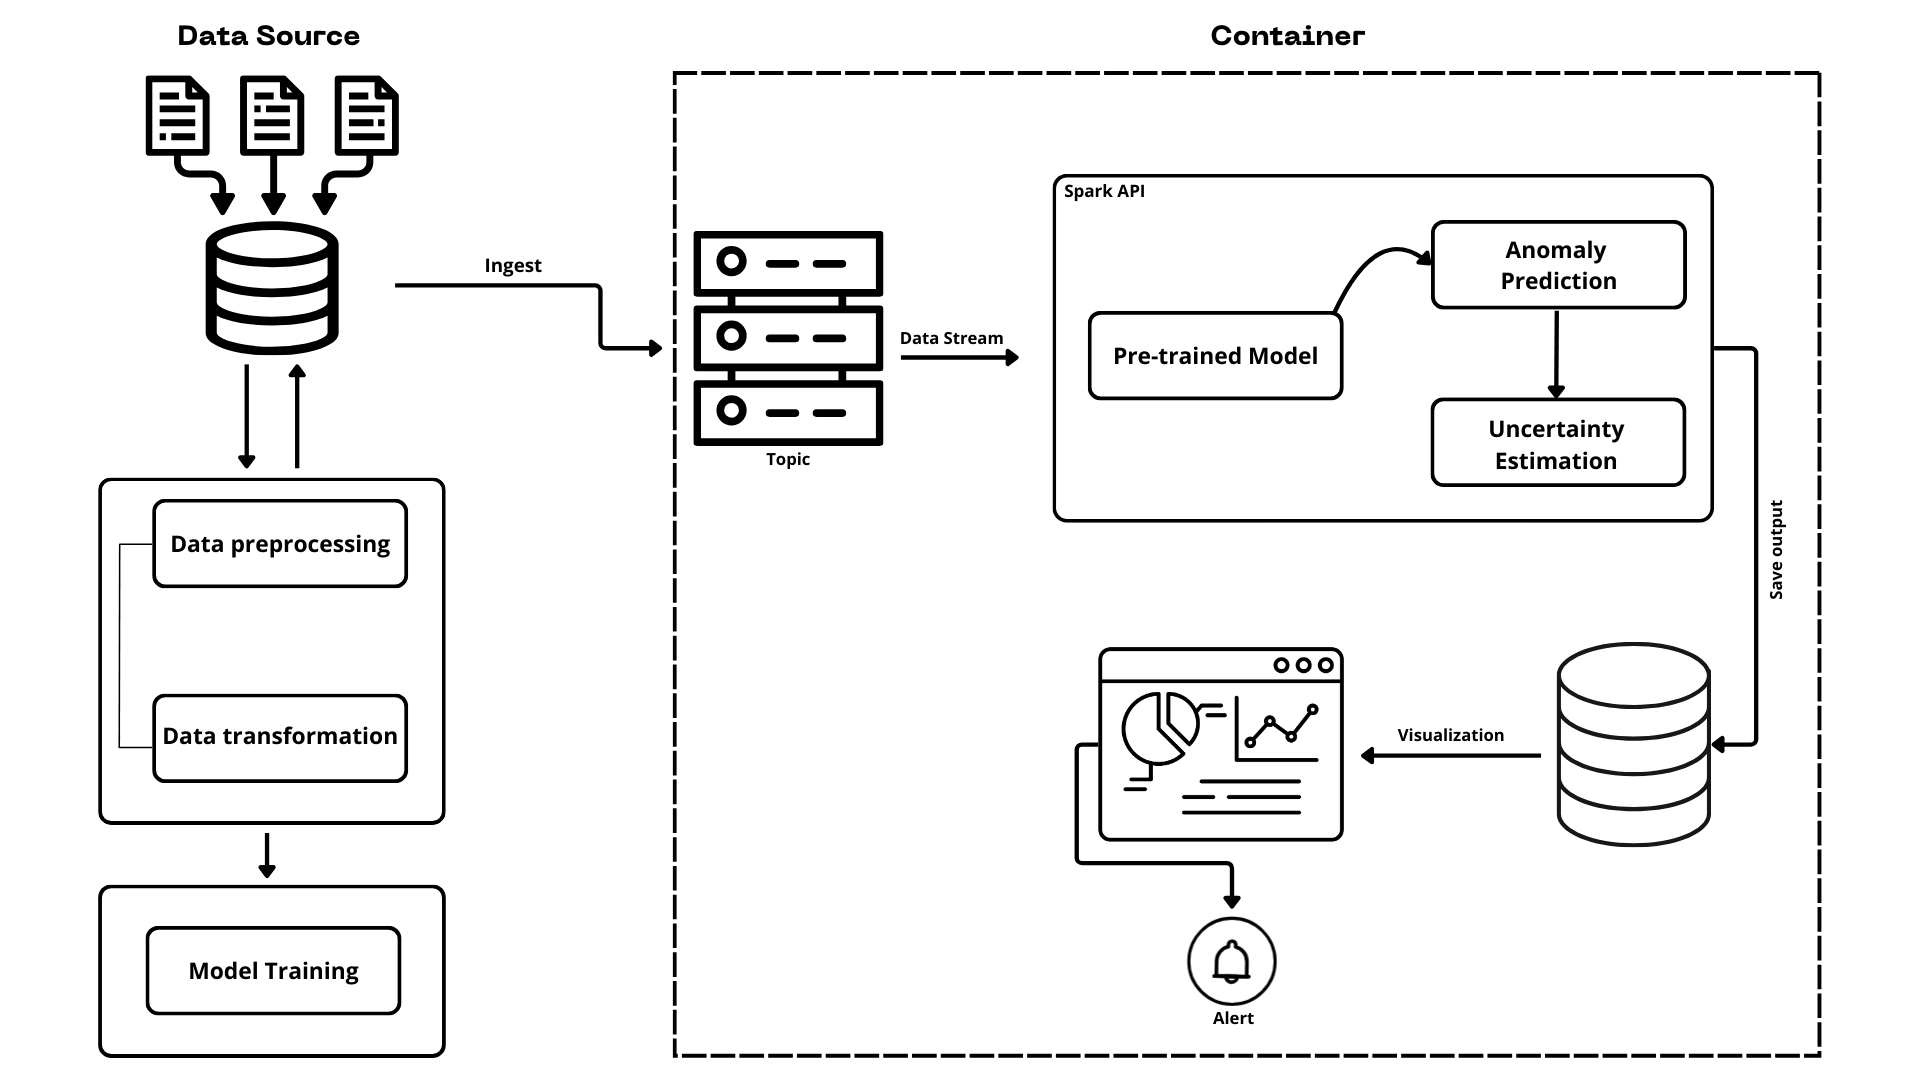 Data Source
Container
Ingest
Topic
Data Stream
Spark API
Pre-trained Model
Anomaly
Prediction
Uncertainty
Estimation
Save output
Visualization
Alert
Data preprocessing
Data transformation
Model Training